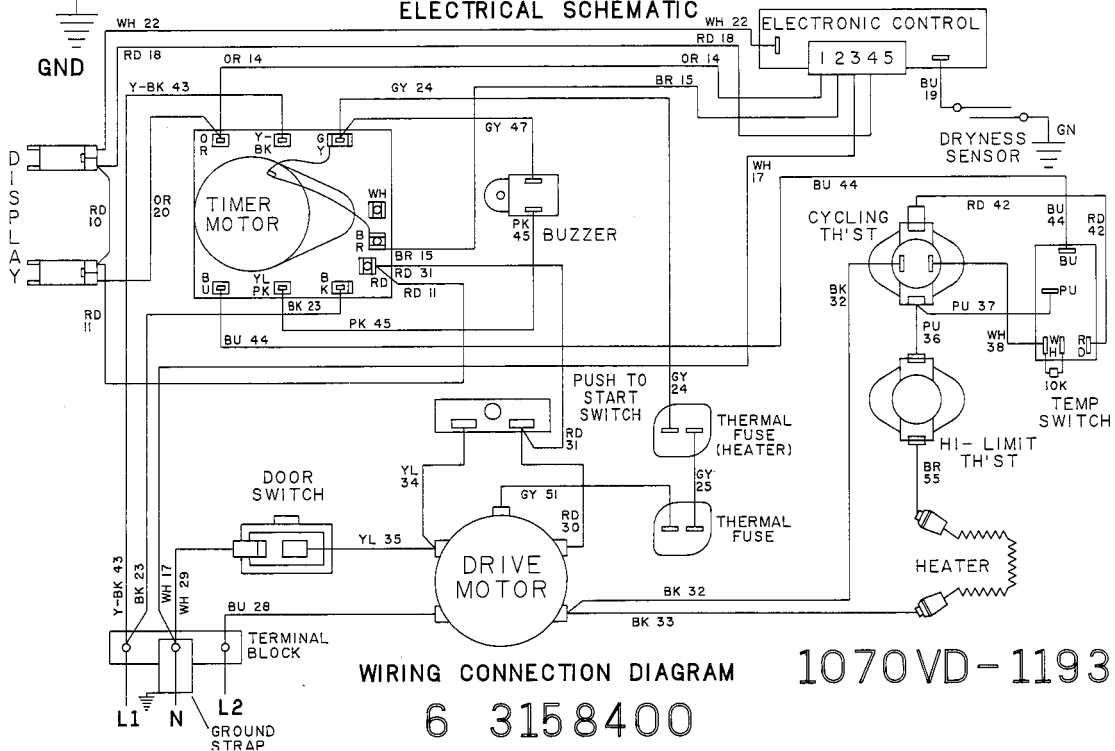 ELECTRICAL SCHEMATIC
GND
WH 22
RD 18
OR 14
Y-BK 43
GY 24
WH 22
RD 18
OR 14
BR 15
ELECTRONIC CONTROL
1 2 3 4 5
BU 19
GN
DRYNESS SENSOR
DISPLAY
RD 10
RD 11
OR 20
OR
Y-BK
GY
TIMER MOTOR
WH
BR
RD
BU
YL PK
BK
BR 15
RD 31
RD 11
GY 47
PK 45
BUZZER
BK 23
PK 45
BU 44
WH 17
BU 44
RD 42
CYCLING TH'ST
BU 44
RD 42
BU
PU
BK 32
PU 37
PU 36
WH 38
WH
RD
10K
TEMP SWITCH
HI-LIMIT TH'ST
BR 55
HEATER
PUSH TO START SWITCH
RD 31
GY 24
THERMAL FUSE (HEATER)
GY 25
THERMAL FUSE
YL 34
GY 51
RD 30
DOOR SWITCH
YL 35
DRIVE MOTOR
BK 32
BK 33
Y-BK 43
BK 23
WH 17
WH 29
BU 28
TERMINAL BLOCK
L1
N
L2
GROUND STRAP
WIRING CONNECTION DIAGRAM
1070VD-1193
6 3158400